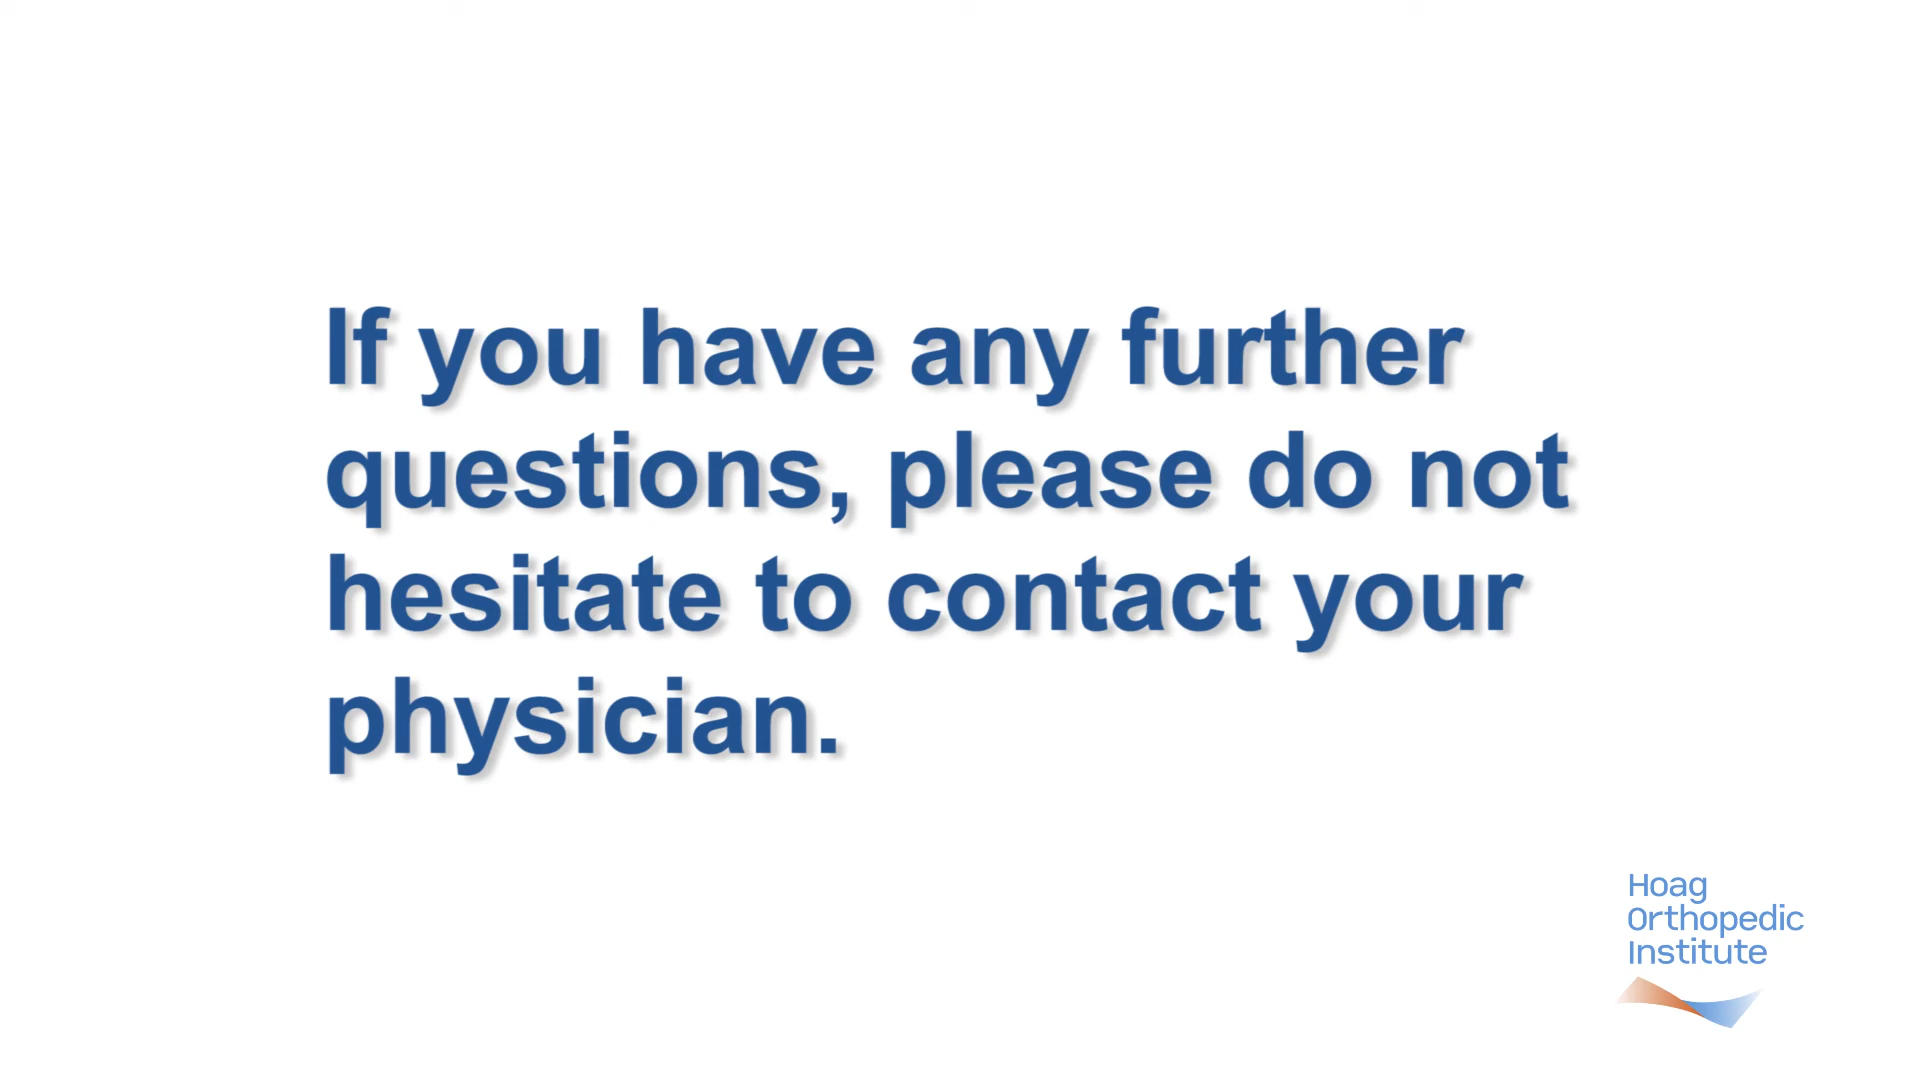 If you have any further
questions, please do not
hesitate to contact your
physician.
Hoag
Orthopedic
Institute